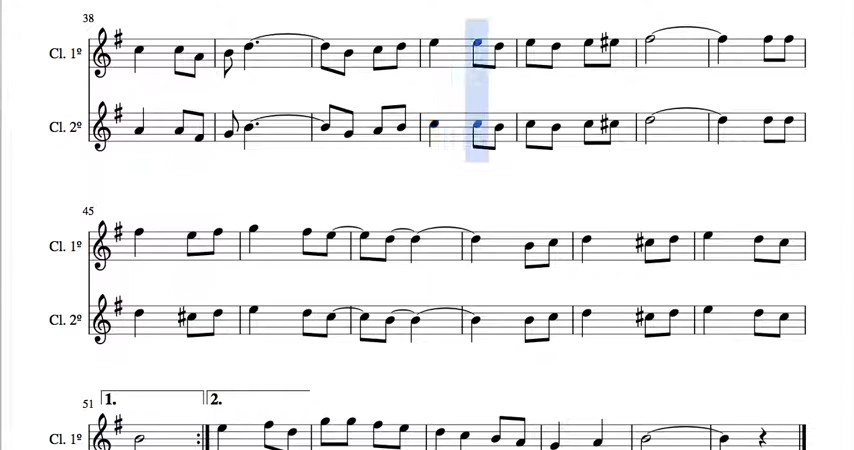 38
Cl. 1º
Cl. 2º
45
Cl. 1º
Cl. 2º
51
1.
2.
Cl. 1º